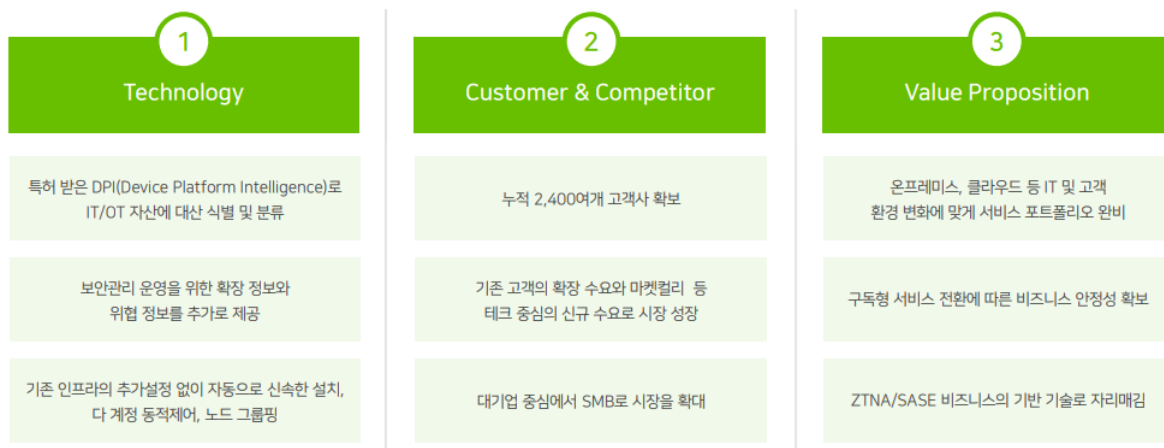 1
Technology
특허 받은 DPI(Device Platform Intelligence)로
IT/OT 자산에 대산 식별 및 분류
보안관리 운영을 위한 확장 정보와
위협 정보를 추가로 제공
기존 인프라의 추가설정 없이 자동으로 신속한 설치,
다 계정 동적제어, 노드 그룹핑
2
Customer & Competitor
누적 2,400여개 고객사 확보
기존 고객의 확장 수요와 마켓컬리 등
테크 중심의 신규 수요로 시장 성장
대기업 중심에서 SMB로 시장을 확대
3
Value Proposition
온프레미스, 클라우드 등 IT 및 고객
환경 변화에 맞게 서비스 포트폴리오 완비
구독형 서비스 전환에 따른 비즈니스 안정성 확보
ZTNA/SASE 비즈니스의 기반 기술로 자리매김